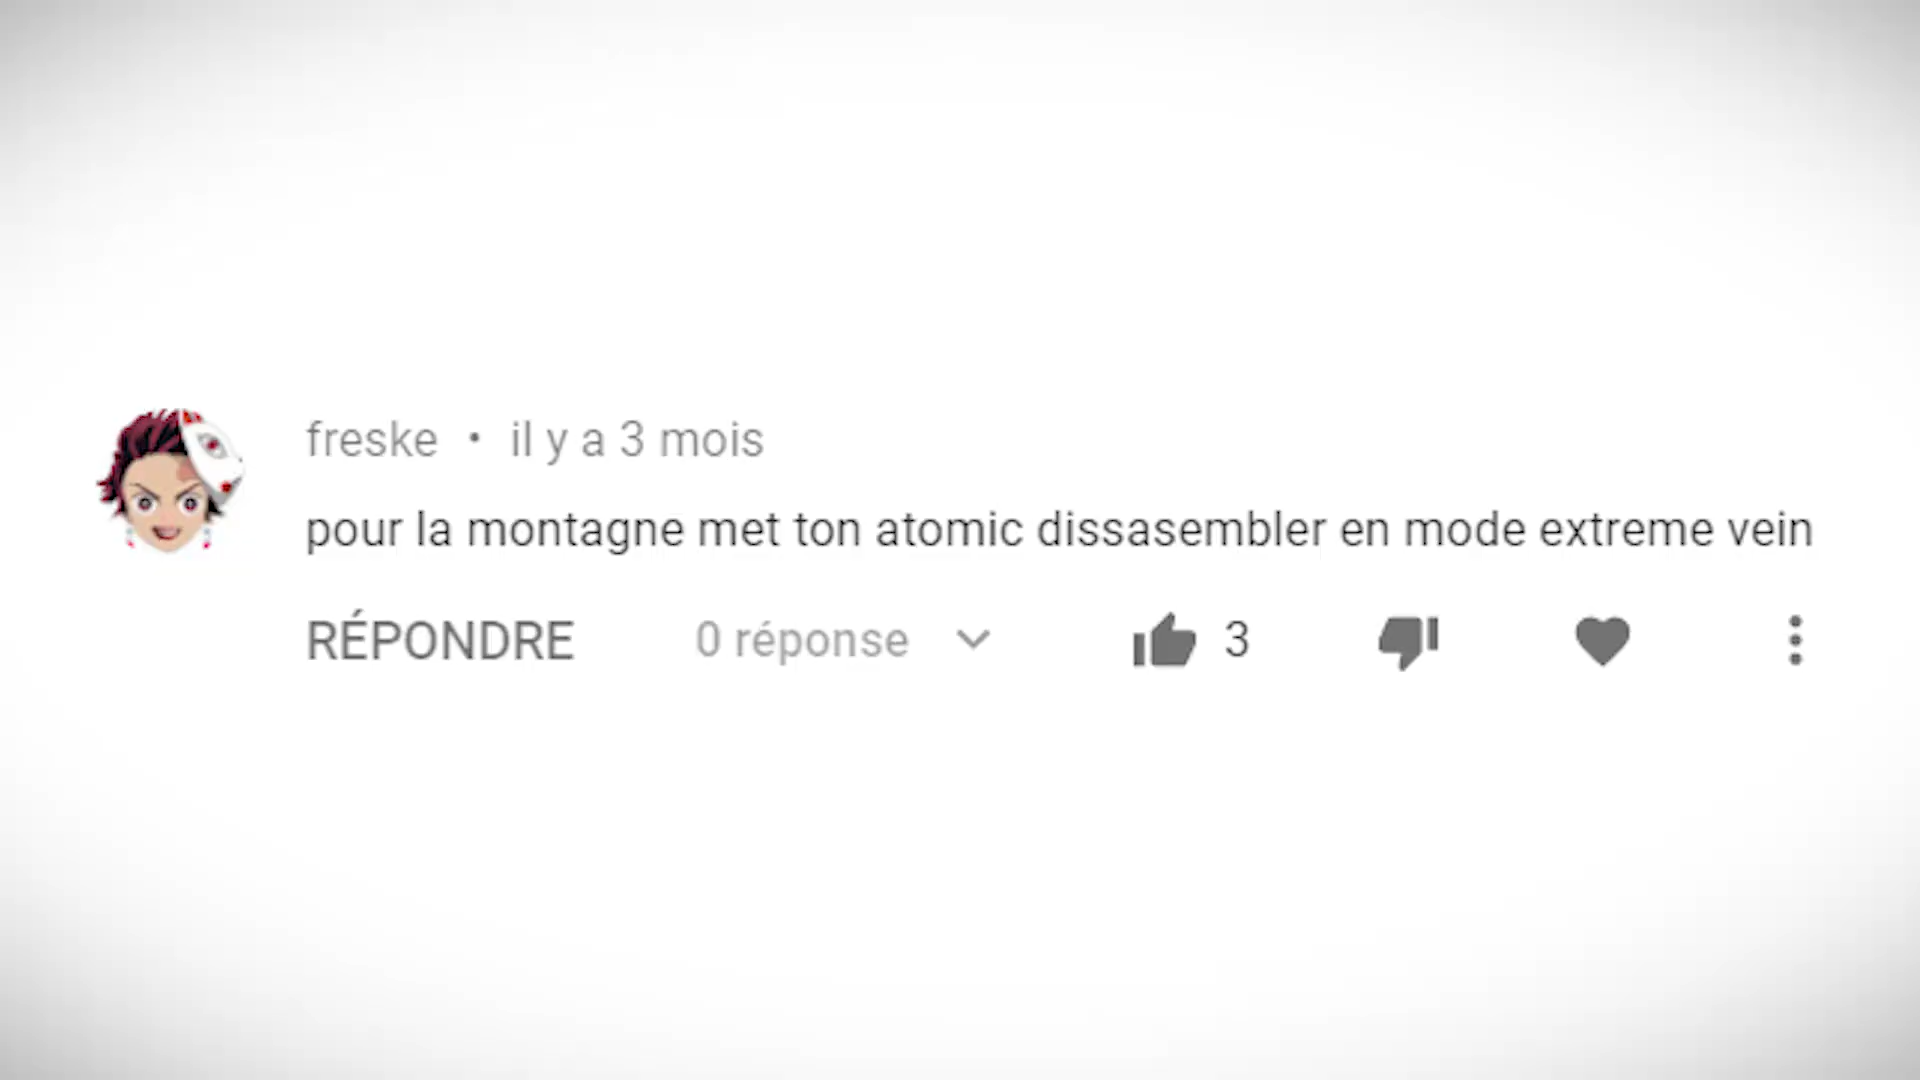 freske • il y a 3 mois
pour la montagne met ton atomic dissasembler en mode extreme vein
RÉPONDRE 0 réponse 3